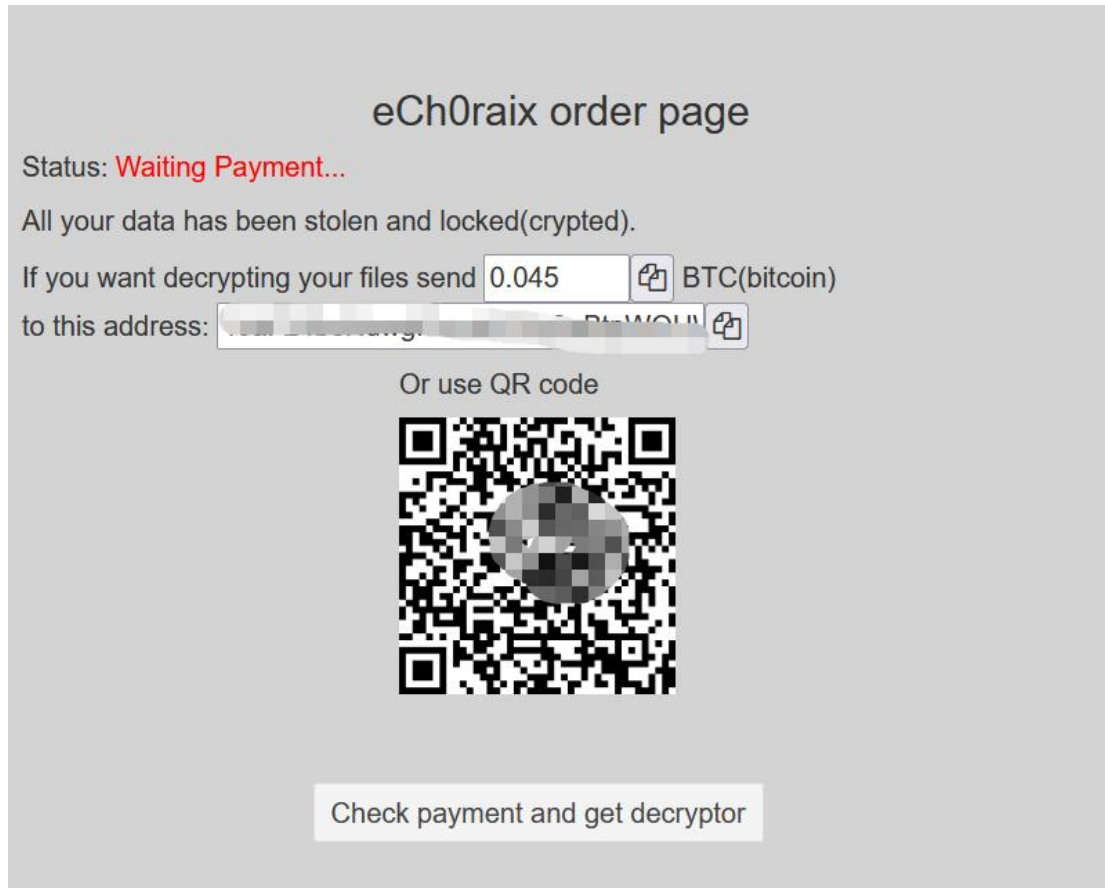 eCh0raix order page
Status: Waiting Payment...
All your data has been stolen and locked(crypted).
If you want decrypting your files send 0.045 BTC(bitcoin)
to this address:
Or use QR code
Check payment and get decryptor